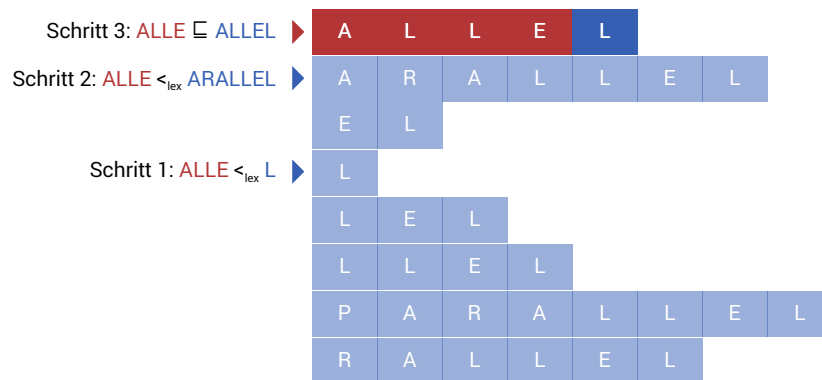 Schritt 3: ALLE ⊑ ALLEL A L L E L
Schritt 2: ALLE <lex ARALLEL A R A L L E L
E L
Schritt 1: ALLE <lex L L
L E L
L L E L
P A R A L L E L
R A L L E L